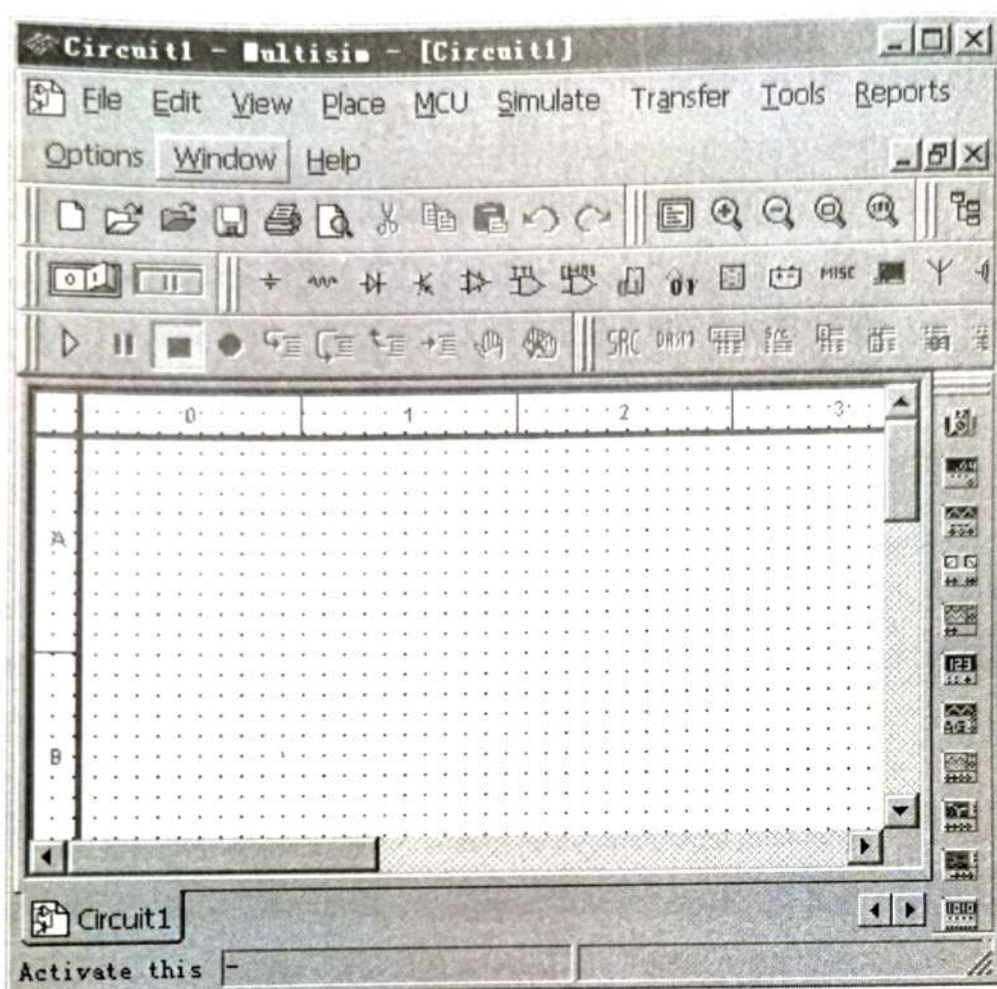 Circuit1 - Multisim - [Circuit1]
File Edit View Place MCU Simulate Transfer Tools Reports
Options Window Help
MISC
SRC
0 1 2 3
A
B
Circuit1
Activate this